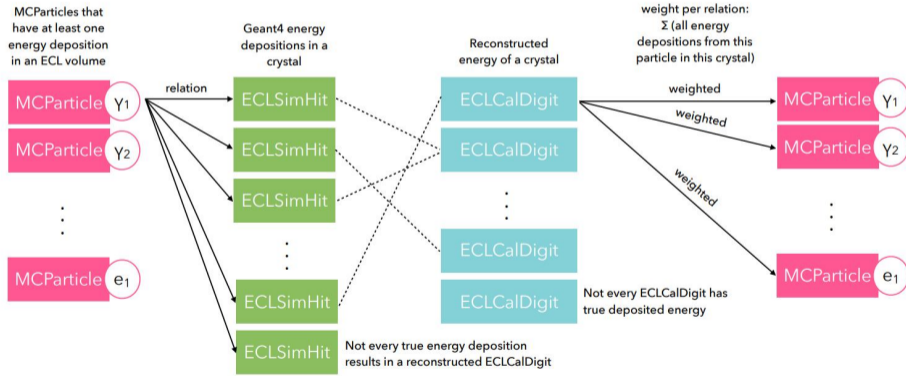 MCParticles that
have at least one
energy deposition
in an ECL volume
Geant4 energy
depositions in a
crystal
Reconstructed
energy of a crystal
weight per relation:
Σ (all energy
depositions from this
particle in this crystal)
MCParticle γ1
relation
ECLSimHit
ECLCalDigit
weighted
MCParticle γ1
MCParticle γ2
ECLSimHit
ECLCalDigit
weighted
MCParticle γ2
ECLSimHit
weighted
ECLCalDigit
MCParticle e1
ECLSimHit
ECLCalDigit
Not every ECLCalDigit has
true deposited energy
MCParticle e1
ECLSimHit
Not every true energy deposition
results in a reconstructed ECLCalDigit